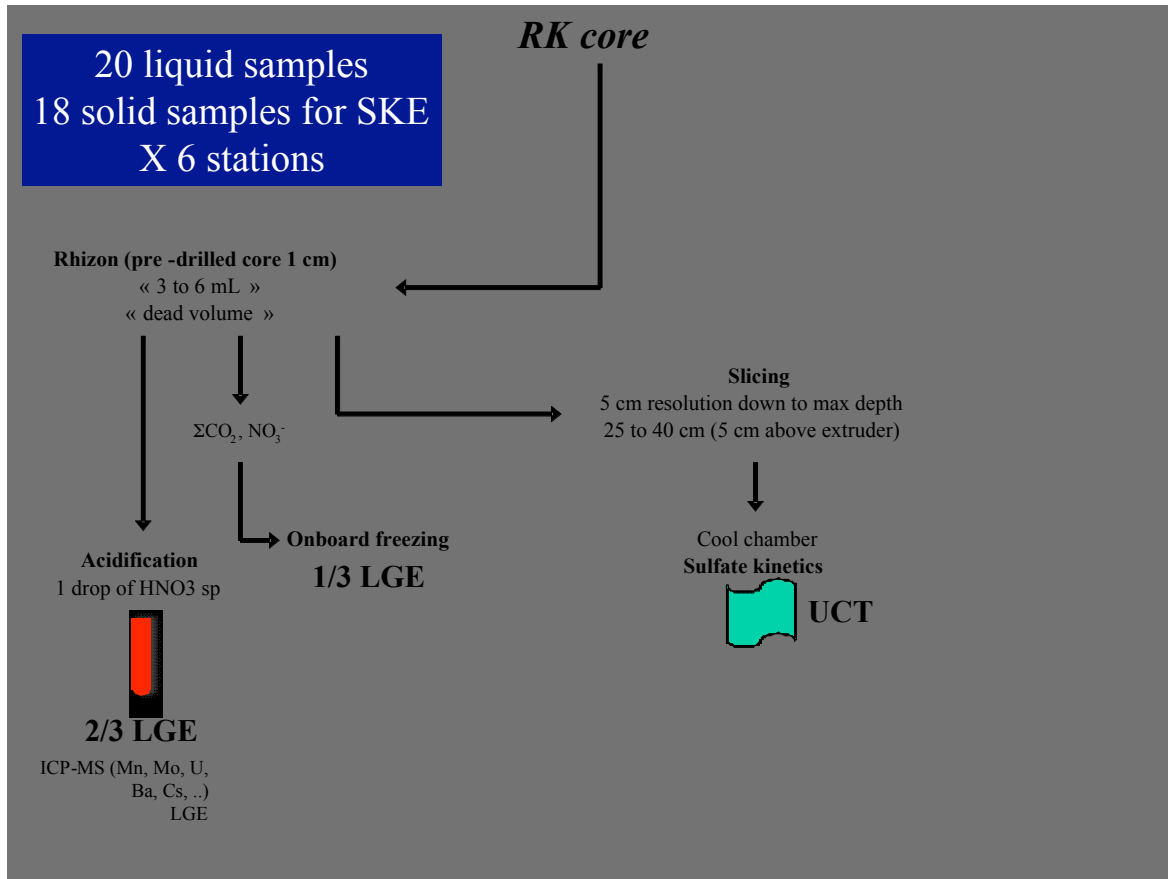 RK core
20 liquid samples
18 solid samples for SKE
X 6 stations
Rhizon (pre -drilled core 1 cm)
« 3 to 6 mL »
« dead volume »
Slicing
5 cm resolution down to max depth
25 to 40 cm (5 cm above extruder)
ΣCO₂, NO₃⁻
Onboard freezing
1/3 LGE
Cool chamber
Sulfate kinetics
UCT
Acidification
1 drop of HNO3 sp
2/3 LGE
ICP-MS (Mn, Mo, U,
Ba, Cs, ..)
LGE